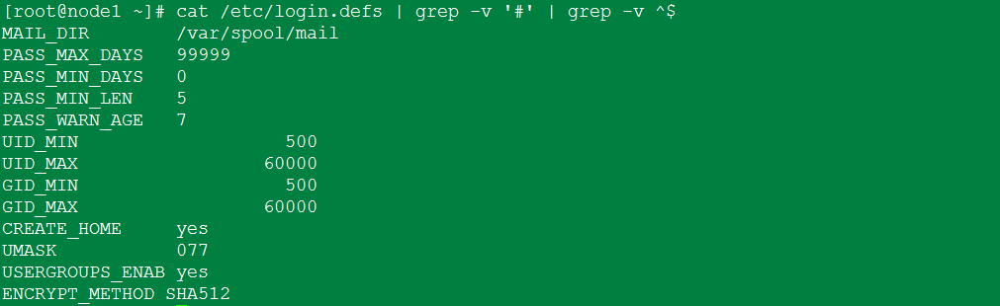 [root@node1 ~]# cat /etc/login.defs | grep -v '#' | grep -v ^$
MAIL_DIR        /var/spool/mail
PASS_MAX_DAYS   99999
PASS_MIN_DAYS   0
PASS_MIN_LEN    5
PASS_WARN_AGE   7
UID_MIN                   500
UID_MAX                 60000
GID_MIN                   500
GID_MAX                 60000
CREATE_HOME     yes
UMASK           077
USERGROUPS_ENAB yes
ENCRYPT_METHOD SHA512